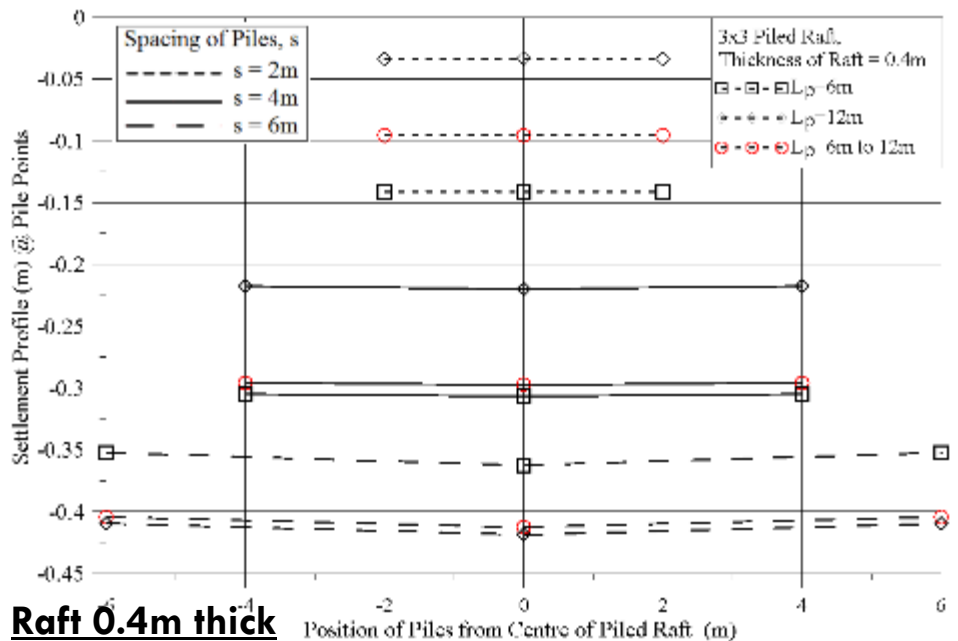 0
-0.05
-0.1
-0.15
-0.2
-0.25
-0.3
-0.35
-0.4
-0.45
Settlement Profile (m) @ Pile Points
Spacing of Piles, s
s = 2m
s = 4m
s = 6m
3x3 Piled Raft.
Thickness of Raft = 0.4m
Lp=6m
Lp=12m
Lp=6m to 12m
-6 -4 -2 0 2 4 6
Position of Piles from Centre of Piled Raft (m)
Raft 0.4m thick